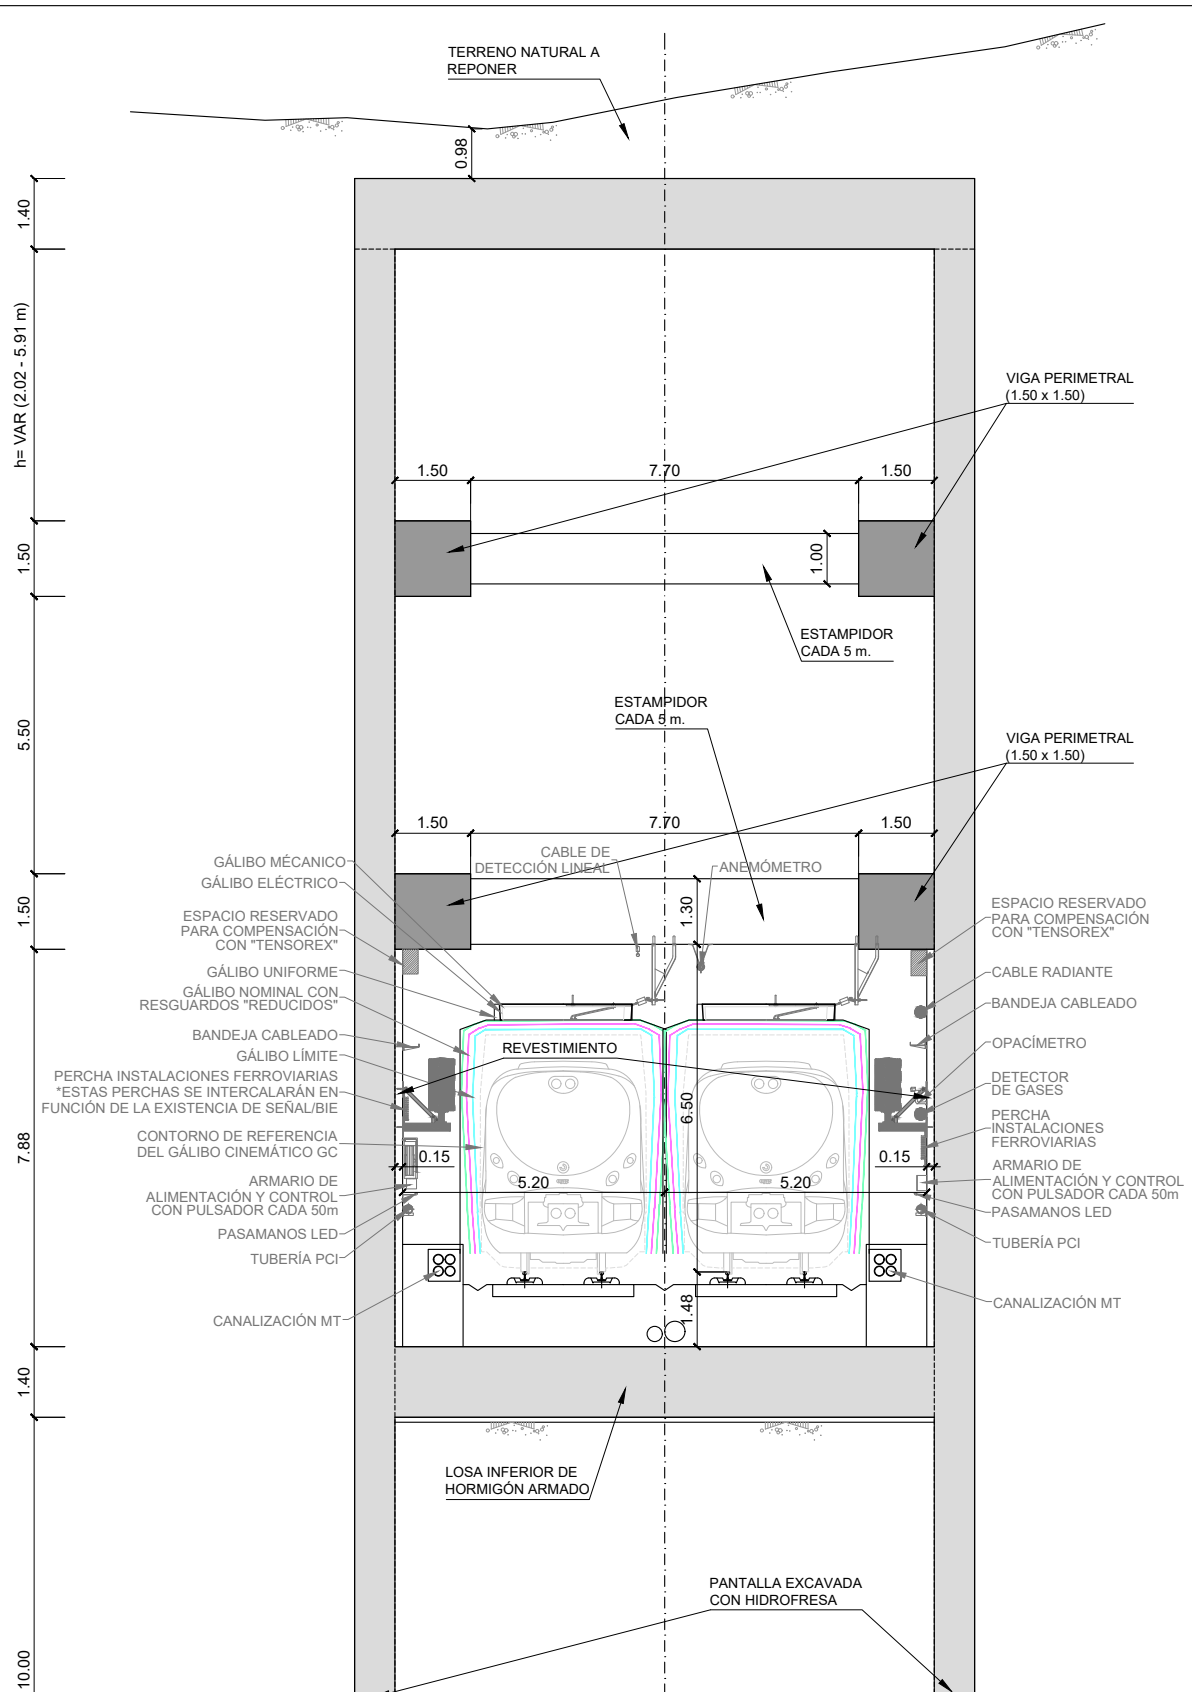 TERRENO NATURAL A
REPONER
0.98
1.40
h= VAR (2.02 - 5.91 m)
VIGA PERIMETRAL
(1.50 x 1.50)
1.50
7.70
1.50
1.50
1.00
ESTAMPIDOR
CADA 5 m.
5.50
ESTAMPIDOR
CADA 5 m.
VIGA PERIMETRAL
(1.50 x 1.50)
1.50
7.70
1.50
CABLE DE
DETECCIÓN LINEAL
ANEMÓMETRO
1.50
1.30
GÁLIBO MÉCANICO
GÁLIBO ELÉCTRICO
ESPACIO RESERVADO
PARA COMPENSACIÓN
CON "TENSOREX"
GÁLIBO UNIFORME
GÁLIBO NOMINAL CON
RESGUARDOS "REDUCIDOS"
BANDEJA CABLEADO
GÁLIBO LÍMITE
PERCHA INSTALACIONES FERROVIARIAS
*ESTAS PERCHAS SE INTERCALARÁN EN
FUNCIÓN DE LA EXISTENCIA DE SEÑAL/BIE
CONTORNO DE REFERENCIA
DEL GÁLIBO CINEMÁTICO GC
ARMARIO DE
ALIMENTACIÓN Y CONTROL
CON PULSADOR CADA 50m
PASAMANOS LED
TUBERÍA PCI
CANALIZACIÓN MT
ESPACIO RESERVADO
PARA COMPENSACIÓN
CON "TENSOREX"
CABLE RADIANTE
BANDEJA CABLEADO
OPACÍMETRO
DETECTOR
DE GASES
PERCHA
INSTALACIONES
FERROVIARIAS
ARMARIO DE
ALIMENTACIÓN Y CONTROL
CON PULSADOR CADA 50m
PASAMANOS LED
TUBERÍA PCI
CANALIZACIÓN MT
REVESTIMIENTO
6.50
7.88
0.15
0.15
5.20
5.20
1.48
1.40
LOSA INFERIOR DE
HORMIGÓN ARMADO
PANTALLA EXCAVADA
CON HIDROFRESA
10.00